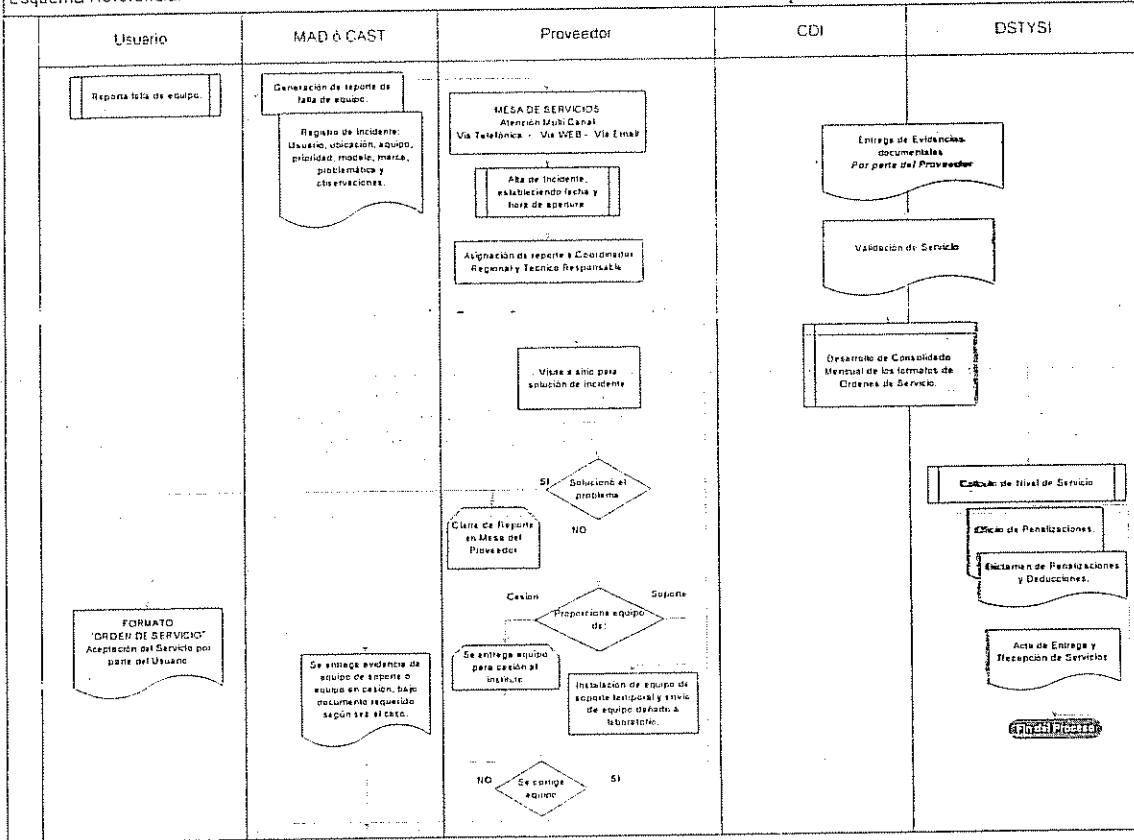 Esquema Referencial
Usuario
MAD ò CAST
Proveedor
CDI
DSTYSI
Reporta falla de equipo.
Generación de reporte de
falla de equipo.
Registro de Incidente:
Usuario, ubicación, equipo,
prioridad, modelo, marca,
problemática y
observaciones.
MESA DE SERVICIOS
Atención Multi Canal
Vía Telefónica - Vía WEB - Vía Email
Alta de Incidente,
estableciendo fecha y
hora de apertura
Asignación de reporte a Coordinador
Regional y Tecnico Responsable
Visita a sitio para
solución de incidente
Entrega de Evidencias
documentales
Por parte del Proveedor
Validación de Servicio
Desarrollo de Consolidado
Mensual de los formatos de
Ordenes de Servicio.
SI
Solucionó el
problema
NO
Cierre de Reporte
en Mesa del
Proveedor
Calculo de Nivel de Servicio
Oficio de Penalizaciones.
Dictamen de Penalizaciones
y Deducciones.
Cesion
Soporte
Proporciona equipo
de:
FORMATO
"ORDEN DE SERVICIO"
Aceptación del Servicio por
parte del Usuario
Se entrega evidencia de
equipo de soporte o
equipo en cesión, bajo
documento requerido
según sea el caso.
Se entrega equipo
para cesión al
instituto
Instalación de equipo de
soporte temporal y envio
de equipo dañado a
laboratorio.
Acta de Entrega y
Recepción de Servicios
Fin del Proceso
NO
Se corrige
equipo
SI